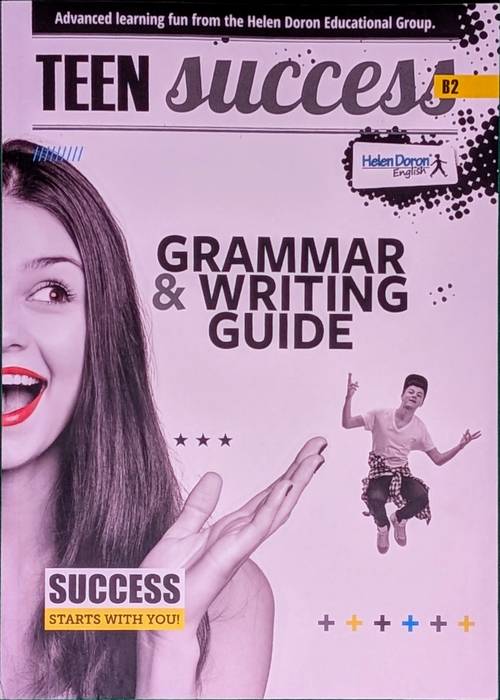 Advanced learning fun from the Helen Doron Educational Group.
TEEN success
B2
Helen Doron
English
GRAMMAR
& WRITING
GUIDE
SUCCESS
STARTS WITH YOU!